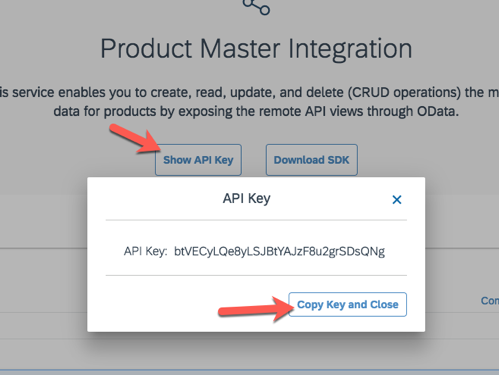 Product Master Integration
is service enables you to create, read, update, and delete (CRUD operations) the m
data for products by exposing the remote API views through OData.
Show API Key
Download SDK
API Key
API Key: btVECyLQe8yLSJBtYAJzF8u2grSDsQNg
Con
Copy Key and Close